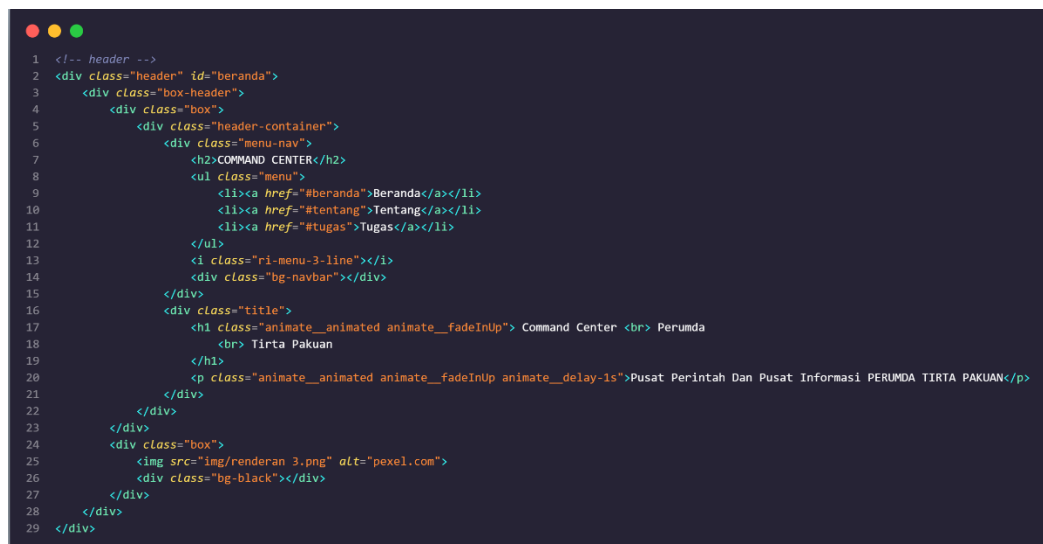 1 <!-- header -->
2 <div class="header" id="beranda">
3 <div class="box-header">
4 <div class="box">
5 <div class="header-container">
6 <div class="menu-nav">
7 <h2>COMMAND CENTER</h2>
8 <ul class="menu">
9 <li><a href="#beranda">Beranda</a></li>
10 <li><a href="#tentang">Tentang</a></li>
11 <li><a href="#tugas">Tugas</a></li>
12 </ul>
13 <i class="ri-menu-3-line"></i>
14 <div class="bg-navbar"></div>
15 </div>
16 <div class="title">
17 <h1 class="animate__animated animate__fadeInUp"> Command Center <br> Perumda
18 <br> Tirta Pakuan
19 </h1>
20 <p class="animate__animated animate__fadeInUp animate__delay-1s">Pusat Perintah Dan Pusat Informasi PERUMDA TIRTA PAKUAN</p>
21 </div>
22 </div>
23 </div>
24 <div class="box">
25 <img src="img/renderan 3.png" alt="pexel.com">
26 <div class="bg-black"></div>
27 </div>
28 </div>
29 </div>